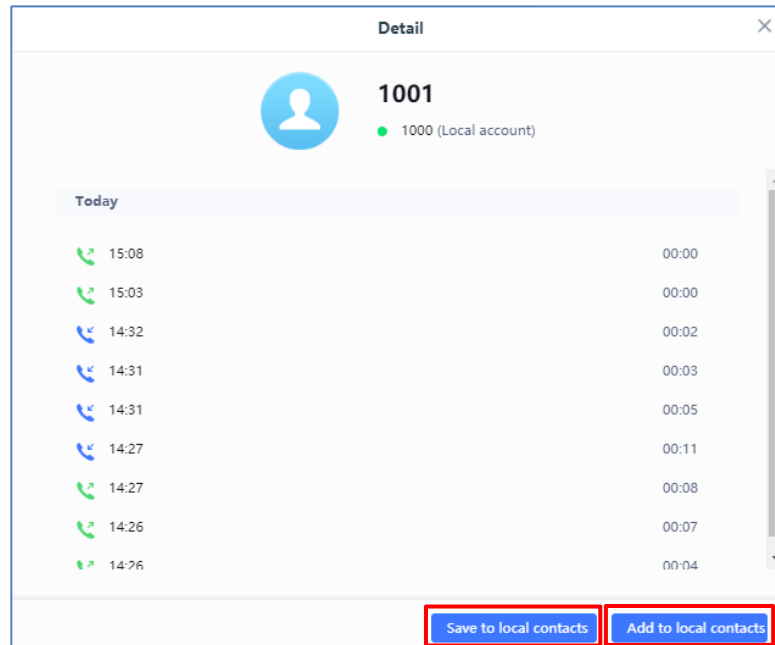 Detail
1001
1000 (Local account)
Today
15:08 00:00
15:03 00:00
14:32 00:02
14:31 00:03
14:31 00:05
14:27 00:11
14:27 00:08
14:26 00:07
14:26 00:04
Save to local contacts Add to local contacts